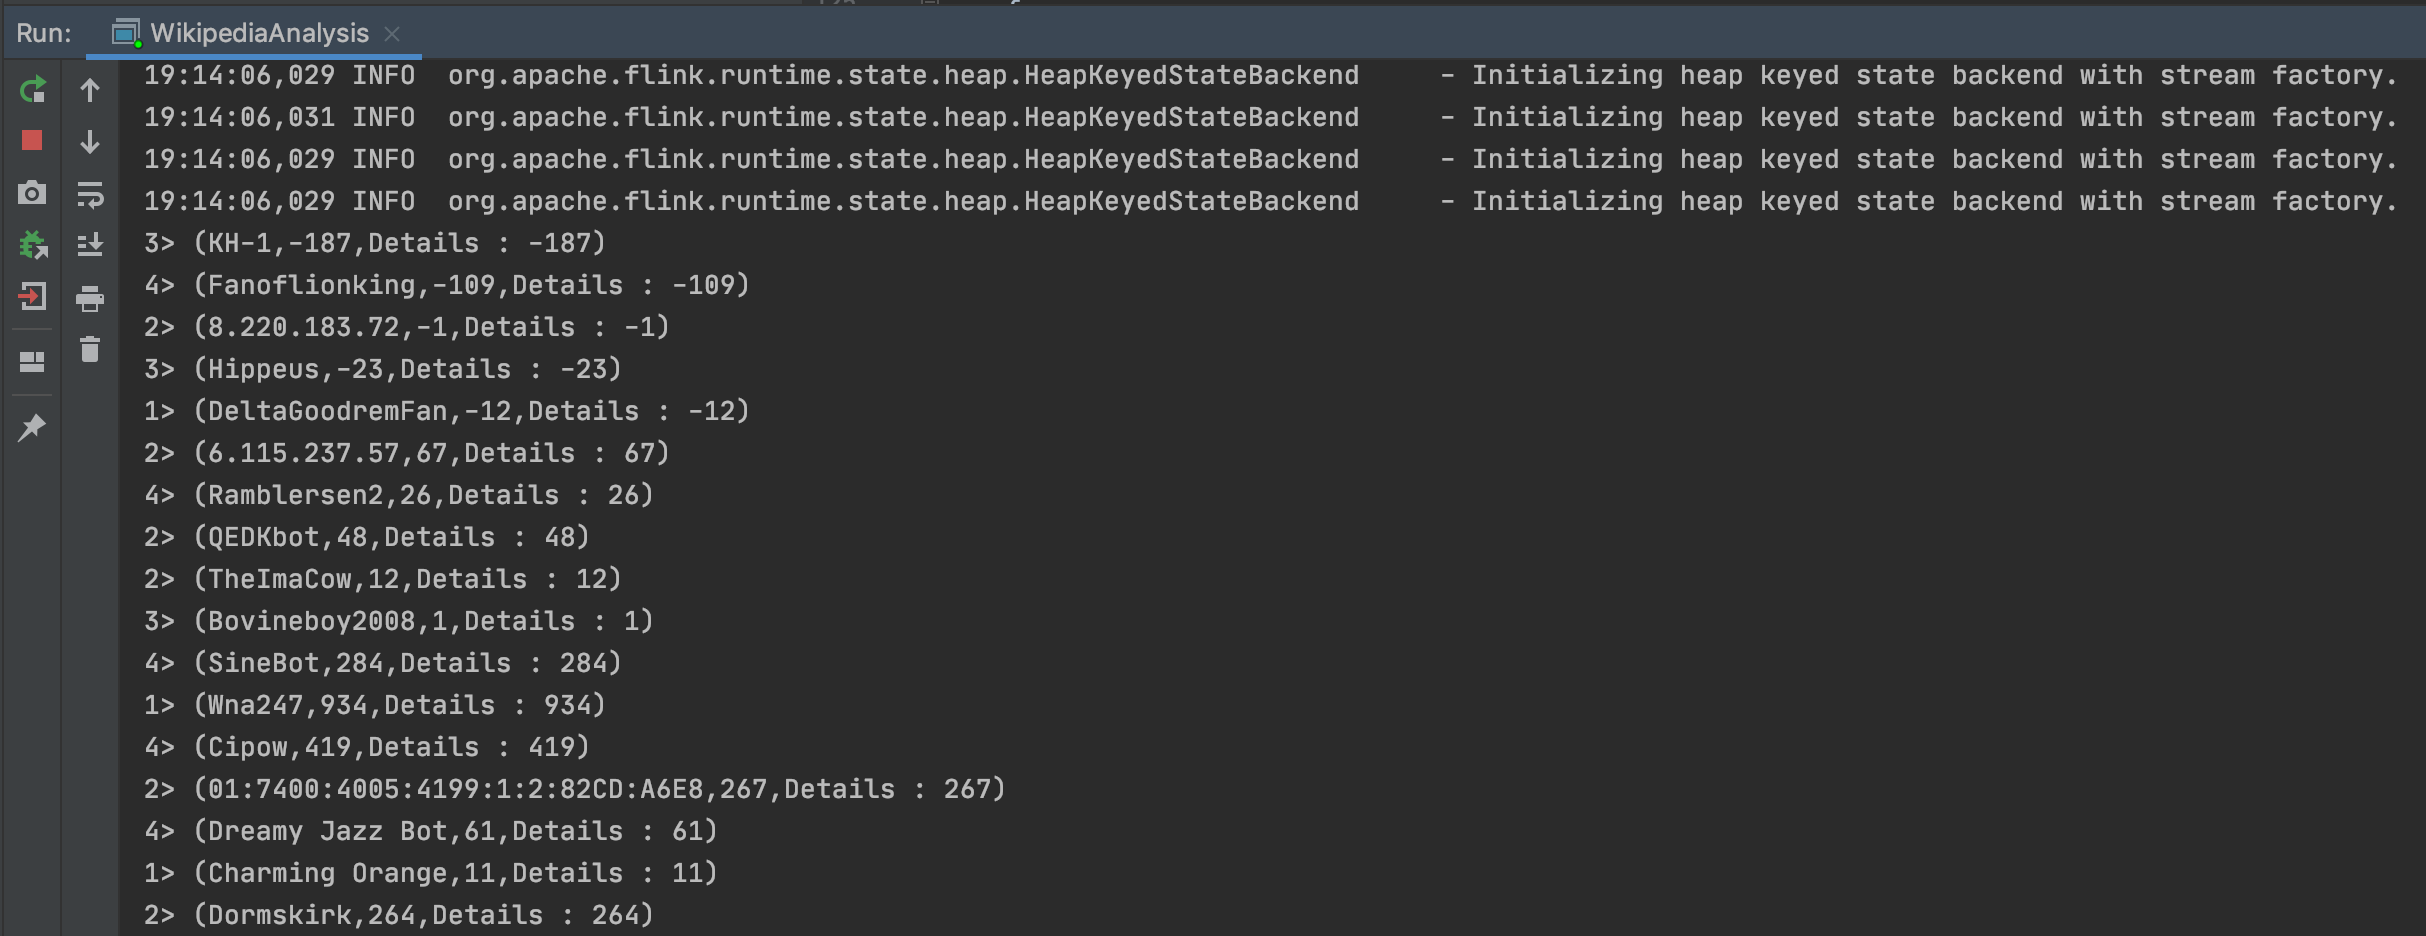 Run: WikipediaAnalysis
19:14:06,029 INFO  org.apache.flink.runtime.state.heap.HeapKeyedStateBackend     - Initializing heap keyed state backend with stream factory.
19:14:06,031 INFO  org.apache.flink.runtime.state.heap.HeapKeyedStateBackend     - Initializing heap keyed state backend with stream factory.
19:14:06,029 INFO  org.apache.flink.runtime.state.heap.HeapKeyedStateBackend     - Initializing heap keyed state backend with stream factory.
19:14:06,029 INFO  org.apache.flink.runtime.state.heap.HeapKeyedStateBackend     - Initializing heap keyed state backend with stream factory.
3> (KH-1,-187,Details : -187)
4> (Fanoflionking,-109,Details : -109)
2> (8.220.183.72,-1,Details : -1)
3> (Hippeus,-23,Details : -23)
1> (DeltaGoodremFan,-12,Details : -12)
2> (6.115.237.57,67,Details : 67)
4> (Ramblersen2,26,Details : 26)
2> (QEDKbot,48,Details : 48)
2> (TheImaCow,12,Details : 12)
3> (Bovineboy2008,1,Details : 1)
4> (SineBot,284,Details : 284)
1> (Wna247,934,Details : 934)
4> (Cipow,419,Details : 419)
2> (01:7400:4005:4199:1:2:82CD:A6E8,267,Details : 267)
4> (Dreamy Jazz Bot,61,Details : 61)
1> (Charming Orange,11,Details : 11)
2> (Dormskirk,264,Details : 264)